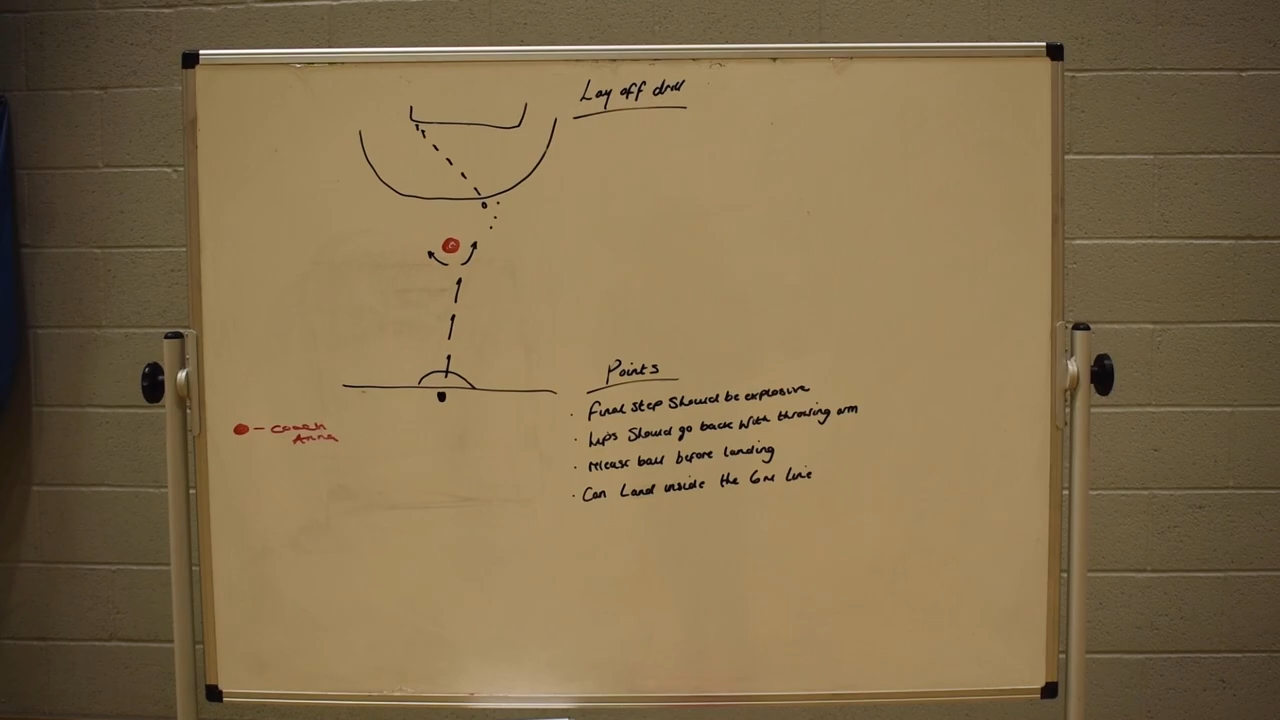 Lay off drill
Points
. Final step should be explosive
. hips should go back with throwing arm
. release ball before landing
. Can Land inside the 6m line
- coach
Anna